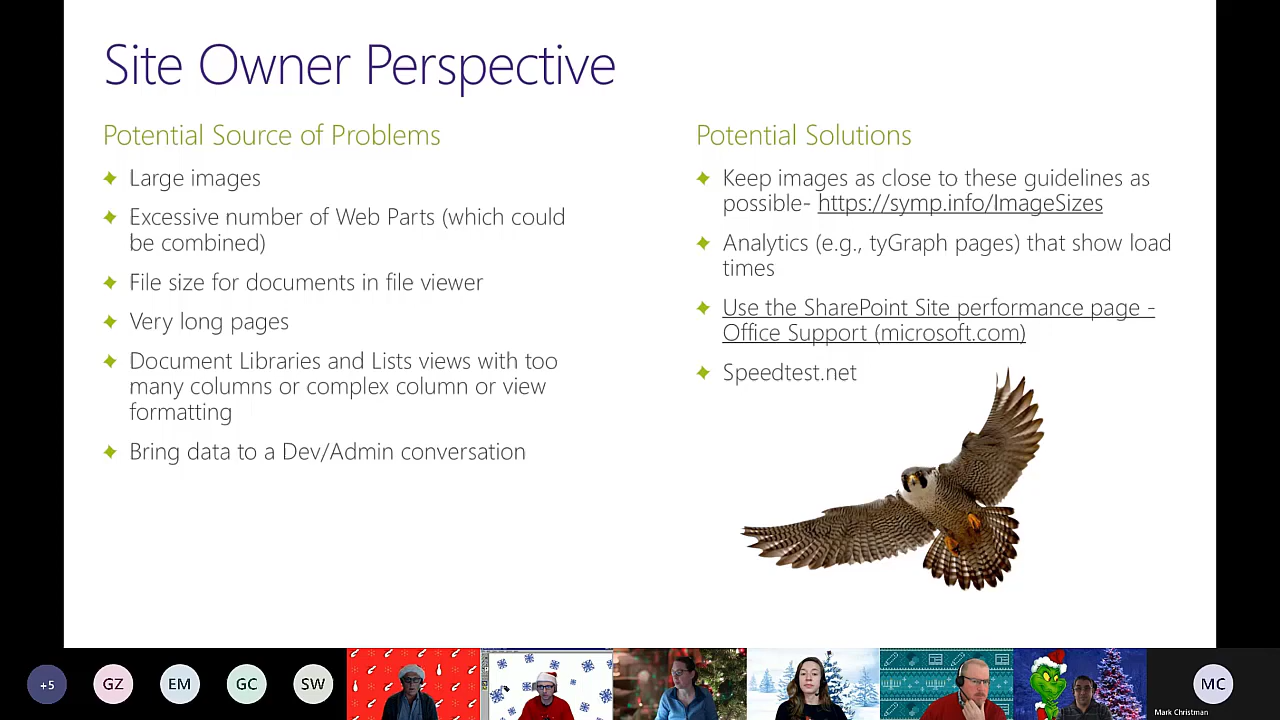 Site Owner Perspective
Potential Source of Problems
Large images
Excessive number of Web Parts (which could
be combined)
File size for documents in file viewer
Very long pages
Document Libraries and Lists views with too
many columns or complex column or view
formatting
Bring data to a Dev/Admin conversation
Potential Solutions
Keep images as close to these guidelines as
possible- https://symp.info/ImageSizes
Analytics (e.g., tyGraph pages) that show load
times
Use the SharePoint Site performance page -
Office Support (microsoft.com)
Speedtest.net
+5
GZ
EM
GC
SW
MC
Mark Christman